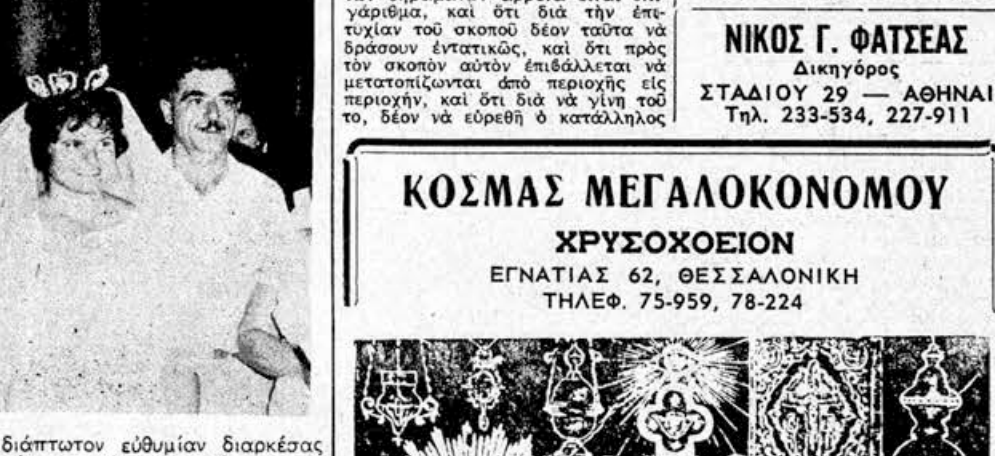 γάριθμα, καὶ ὅτι διὰ τὴν ἐπι-
τυχίαν τοῦ σκοποῦ δέον ταῦτα νὰ
δράσουν ἐντατικῶς, καὶ ὅτι πρὸς
τὸν σκοπὸν αὐτὸν ἐπιβάλλεται νὰ
μετατοπίζωνται ἀπὸ περιοχῆς εἰς
περιοχήν, καὶ ὅτι διὰ νὰ γίνῃ τοῦ
το, δέον νὰ εὑρεθῇ ὁ κατάλληλος
διάπτωτον εὐθυμίαν διαρκέσας
ΝΙΚΟΣ Γ. ΦΑΤΣΕΑΣ
Δικηγόρος
ΣΤΑΔΙΟΥ 29 — ΑΘΗΝΑΙ
Τηλ. 233-534, 227-911
ΚΟΣΜΑΣ ΜΕΓΑΛΟΚΟΝΟΜΟΥ
ΧΡΥΣΟΧΟΕΙΟΝ
ΕΓΝΑΤΙΑΣ 62, ΘΕΣΣΑΛΟΝΙΚΗ
ΤΗΛΕΦ. 75-959, 78-224